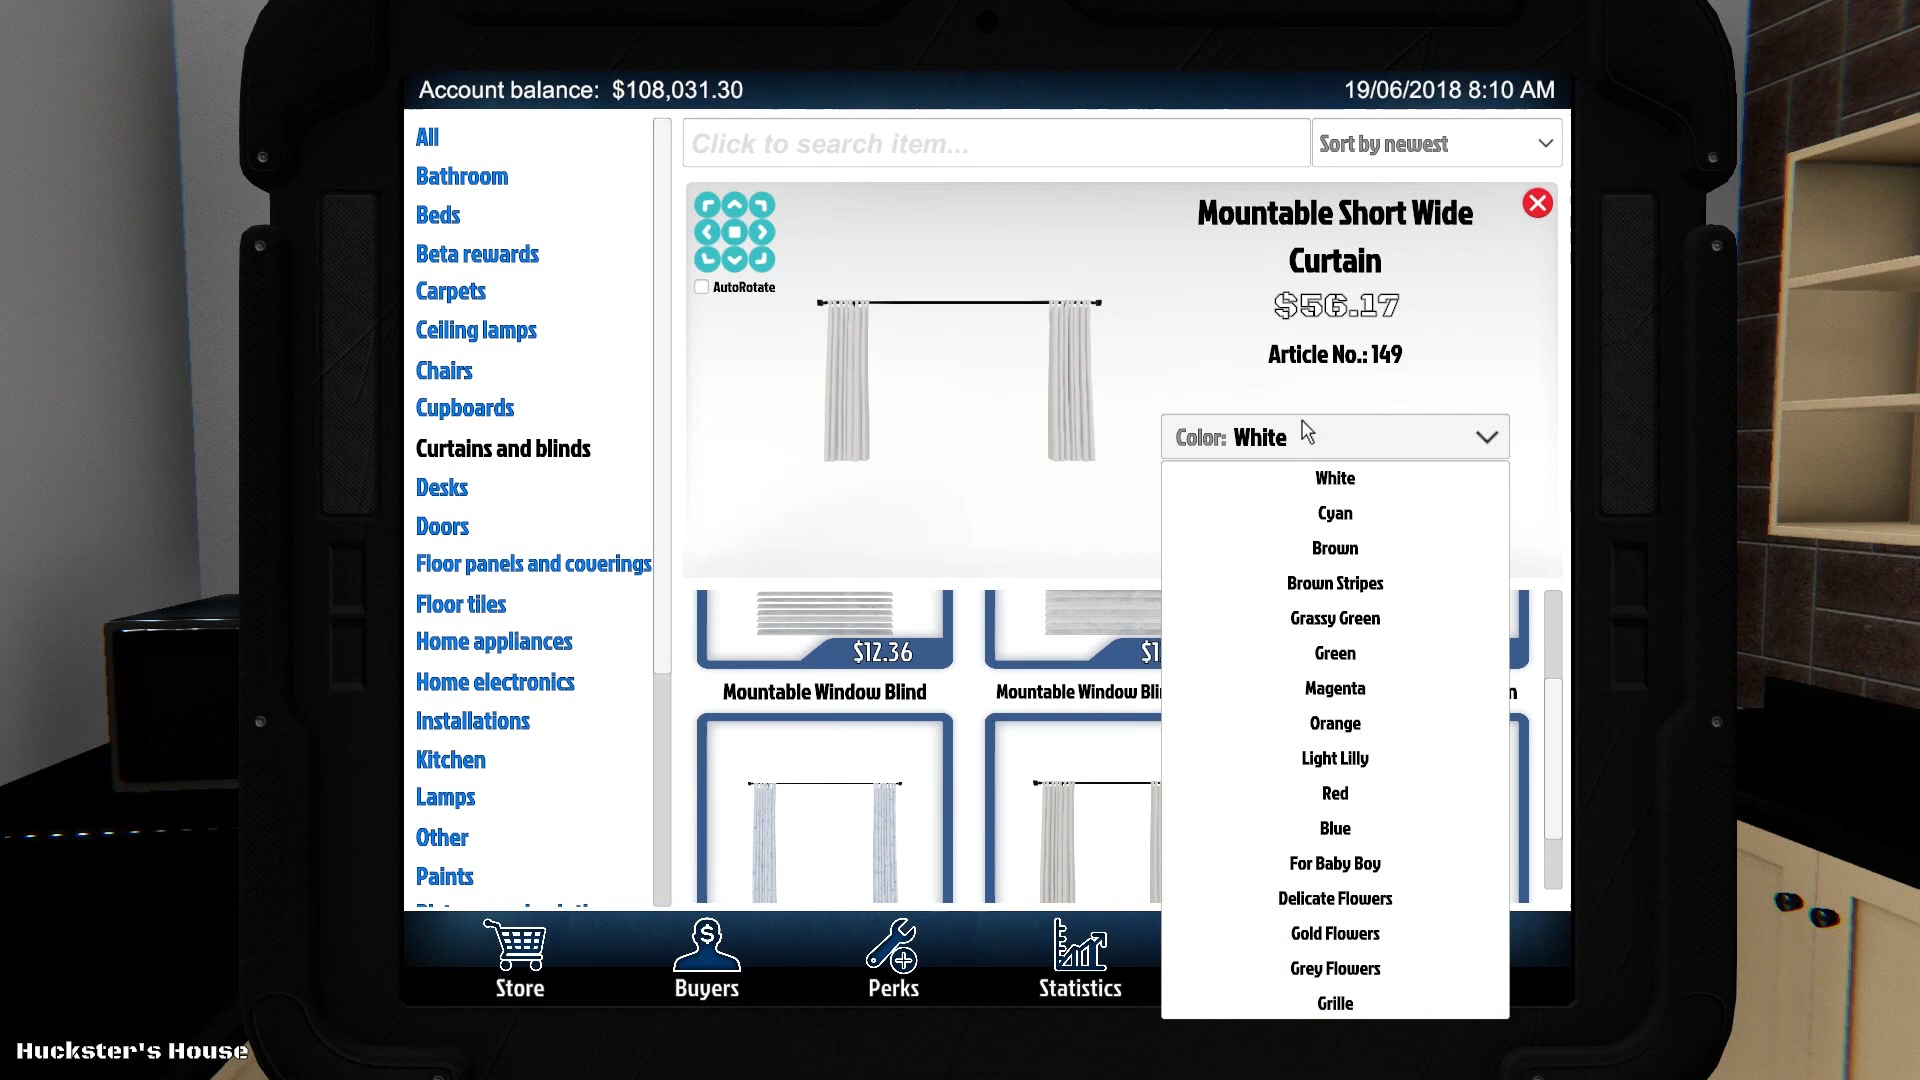 Account balance: $108,031.30
19/06/2018 8:10 AM
All
Bathroom
Beds
Beta rewards
Carpets
Ceiling lamps
Chairs
Cupboards
Curtains and blinds
Desks
Doors
Floor panels and coverings
Floor tiles
Home appliances
Home electronics
Installations
Kitchen
Lamps
Other
Paints
Click to search item...
Sort by newest
AutoRotate
Mountable Short Wide
Curtain
$56.17
Article No.: 149
Color: White
White
Cyan
Brown
Brown Stripes
Grassy Green
Green
Magenta
Orange
Light Lilly
Red
Blue
For Baby Boy
Delicate Flowers
Gold Flowers
Grey Flowers
Grille
$12.36
Mountable Window Blind
Mountable Window
Store
Buyers
Perks
Statistics
Huckster's House